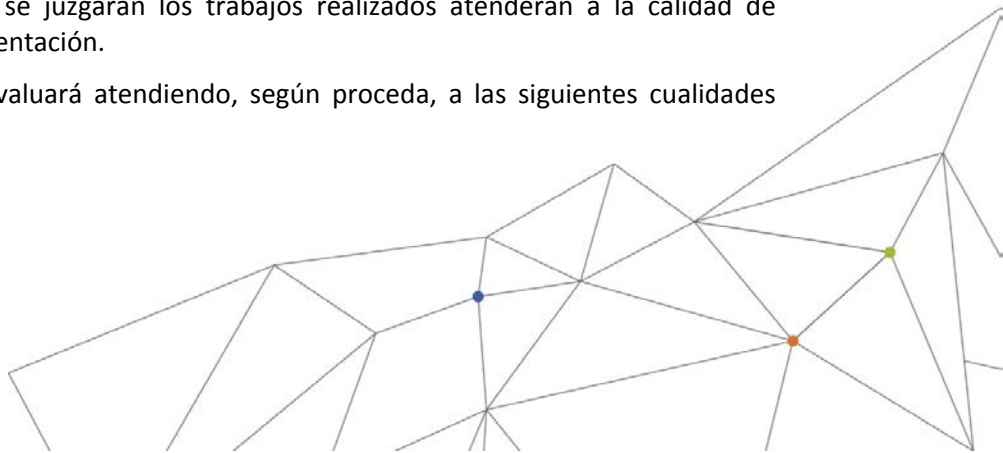 se juzgarán los trabajos realizados atenderán a la calidad de
entación.
valuará atendiendo, según proceda, a las siguientes cualidades